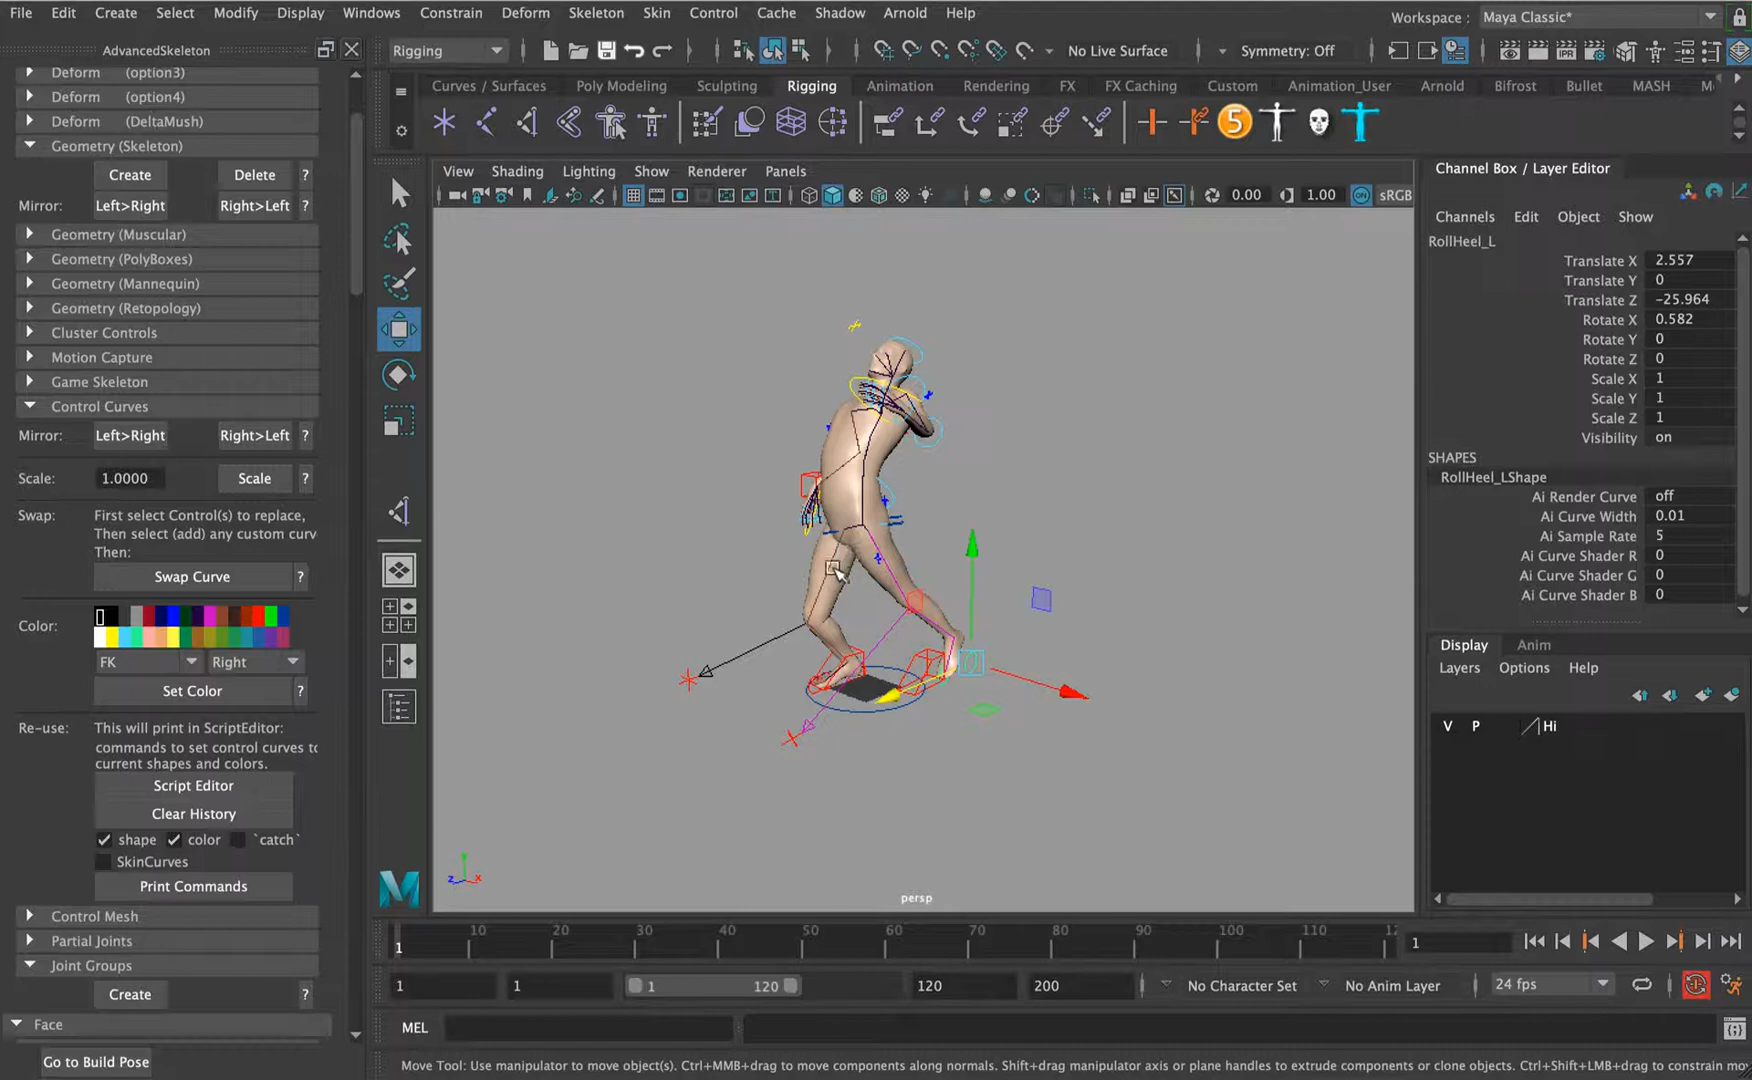 File Edit Create Select Modify Display Windows Mesh Constrain Deform Skeleton Skin Control Cache Shadow Arnold Help
Workspace : Maya Classic*
AdvancedSkeleton
Rigging
No Live Surface
Symmetry: Off
Curves / Surfaces Poly Modeling Sculpting Rigging Animation Rendering FX FX Caching Custom Animation_User Arnold Bifrost Bullet MASH
5
View Shading Lighting Show Renderer Panels
0.00
1.00
ON
sRGB
Deform (option3)
Deform (option4)
Deform (DeltaMush)
Geometry (Skeleton)
Create Delete ?
Mirror: Left>Right Right>Left
Geometry (Muscular)
Geometry (PolyBoxes)
Geometry (Mannequin)
Geometry (Retopology)
Cluster Controls
Motion Capture
Game Skeleton
Control Curves
Mirror: Left>Right Right>Left ?
Scale: 1.0000 Scale ?
Swap: First select Control(s) to replace,
Then select (add) any custom curv
Then:
Swap Curve ?
Color:
FK Right
Set Color ?
Re-use: This will print in ScriptEditor:
commands to set control curves to
current shapes and colors.
Script Editor
Clear History
shape color `catch`
SkinCurves
Print Commands
Control Mesh
Partial Joints
Joint Groups
Create ?
Face
Go to Build Pose
persp
Channel Box / Layer Editor
Channels Edit Object Show
RollHeel_L
Translate X 2.557
Translate Y 0
Translate Z -25.964
Rotate X 0.582
Rotate Y 0
Rotate Z 0
Scale X 1
Scale Y 1
Scale Z 1
Visibility on
SHAPES
RollHeel_LShape
Ai Render Curve off
Ai Curve Width 0.01
Ai Sample Rate 5
Ai Curve Shader R 0
Ai Curve Shader G 0
Ai Curve Shader B 0
Display Anim
Layers Options Help
V P Hi
10 20 30 40 50 60 70 80 90 100 110 12
1
1
1 1 1 120 120 200
No Character Set
No Anim Layer
24 fps
MEL
Move Tool: Use manipulator to move object(s). Ctrl+MMB+drag to move components along normals. Shift+drag manipulator axis or plane handles to extrude components or clone objects. Ctrl+Shift+LMB+drag to constrain mo